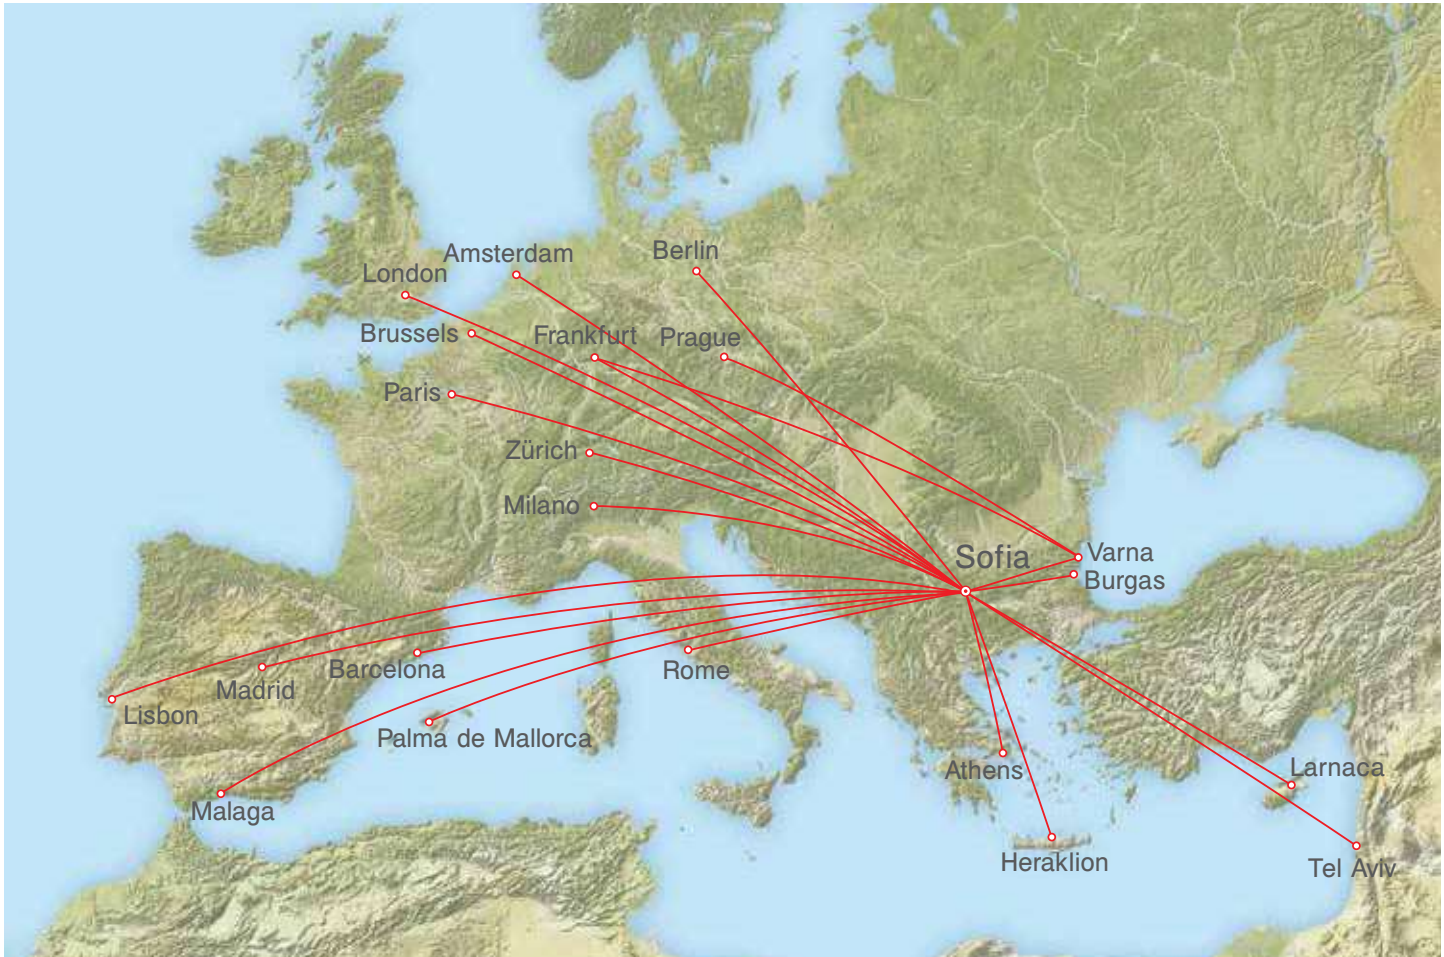 Amsterdam
Berlin
London
Brussels
Frankfurt
Prague
Paris
Zürich
Milano
Sofia
Varna
Burgas
Barcelona
Rome
Madrid
Lisbon
Palma de Mallorca
Athens
Larnaca
Malaga
Heraklion
Tel Aviv